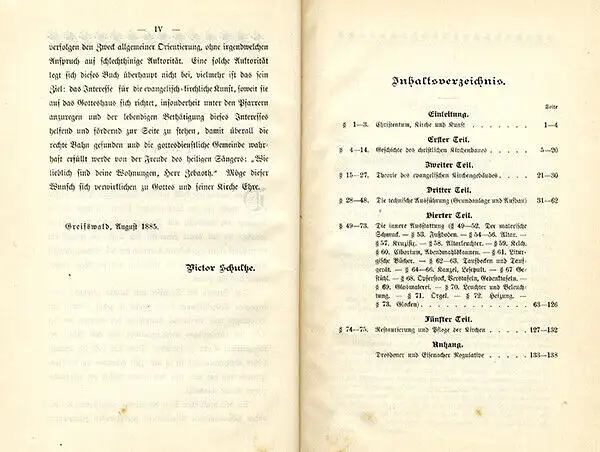 — IV —
verfolgen den Zweck allgemeiner Orientierung, ohne irgendwelchen
Anspruch auf schlechthinige Auktorität. Eine solche Auktorität
legt sich dieses Buch überhaupt nicht bei, vielmehr ist das sein
Ziel: das Interesse für die evangelisch-kirchliche Kunst, soweit sie
auf das Gotteshaus sich richtet, insonderheit unter den Pfarrern
anzuregen und der lebendigen Bethätigung dieses Interesses
helfend und fördernd zur Seite zu stehen, damit überall die
rechte Bahn gefunden und die gottesdienstliche Gemeinde wahr-
haft erfüllt werde von der Freude des heiligen Sängers: „Wie
lieblich sind deine Wohnungen, Herr Zebaoth.“ Möge dieser
Wunsch sich verwirklichen zu Gottes und seiner Kirche Ehre.
Greifswald, August 1885.
Victor Schultze.
Inhaltsverzeichnis.
Seite
Einleitung.
§ 1—3. Christentum, Kirche und Kunst . . . . . . . . 1—4
Erster Teil.
§ 4—14. Geschichte des christlichen Kirchenbaues . . . . . 5—20
Zweiter Teil.
§ 15—27. Theorie des evangelischen Kirchengebäudes . . . . 21—30
Dritter Teil.
§ 28—48. Die technische Ausführung (Grundanlage und Aufbau) 31—62
Vierter Teil.
§ 49—73. Die innere Ausstattung (§ 49—52. Der malerische
Schmuck. — § 53. Fußboden. — § 54—56. Altar. —
§ 57. Kruzifix. — § 58. Altarleuchter. — § 59. Kelch.
§ 60. Ciborium, Abendmahlskannen. — § 61. Litur-
gische Bücher. — § 62—63. Taufbecken und Tauf-
gerät. — § 64—66. Kanzel, Lesepult. — § 67 Ge-
stühl. — § 68. Opferstock, Verstafeln, Gedenktafeln. —
§ 69. Glasmalerei. — § 70. Leuchter und Beleuch-
tung. — § 71. Orgel. — § 72. Heizung. —
§ 73. Glocken) . . . . . . . . . . . . 63—126
Fünfter Teil.
§ 74—75. Restaurierung und Pflege der Kirchen . . . . . 127—132
Anhang.
Dresdener und Eisenacher Regulative . . . . . . 133—138